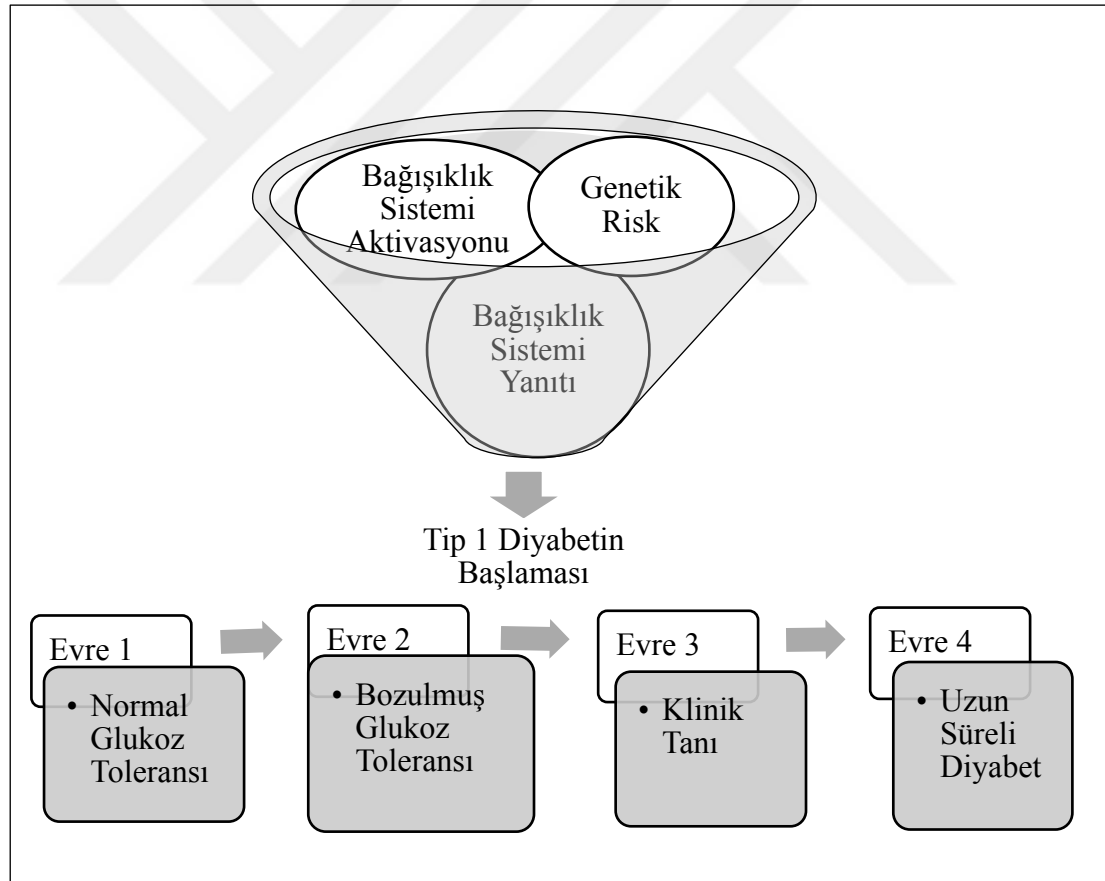 Bağışıklık
Sistemi
Aktivasyonu
Genetik
Risk
Bağışıklık
Sistemi
Yanıtı
Tip 1 Diyabetin
Başlaması
Evre 1
• Normal
Glukoz
Toleransı
Evre 2
• Bozulmuş
Glukoz
Toleransı
Evre 3
• Klinik
Tanı
Evre 4
• Uzun
Süreli
Diyabet